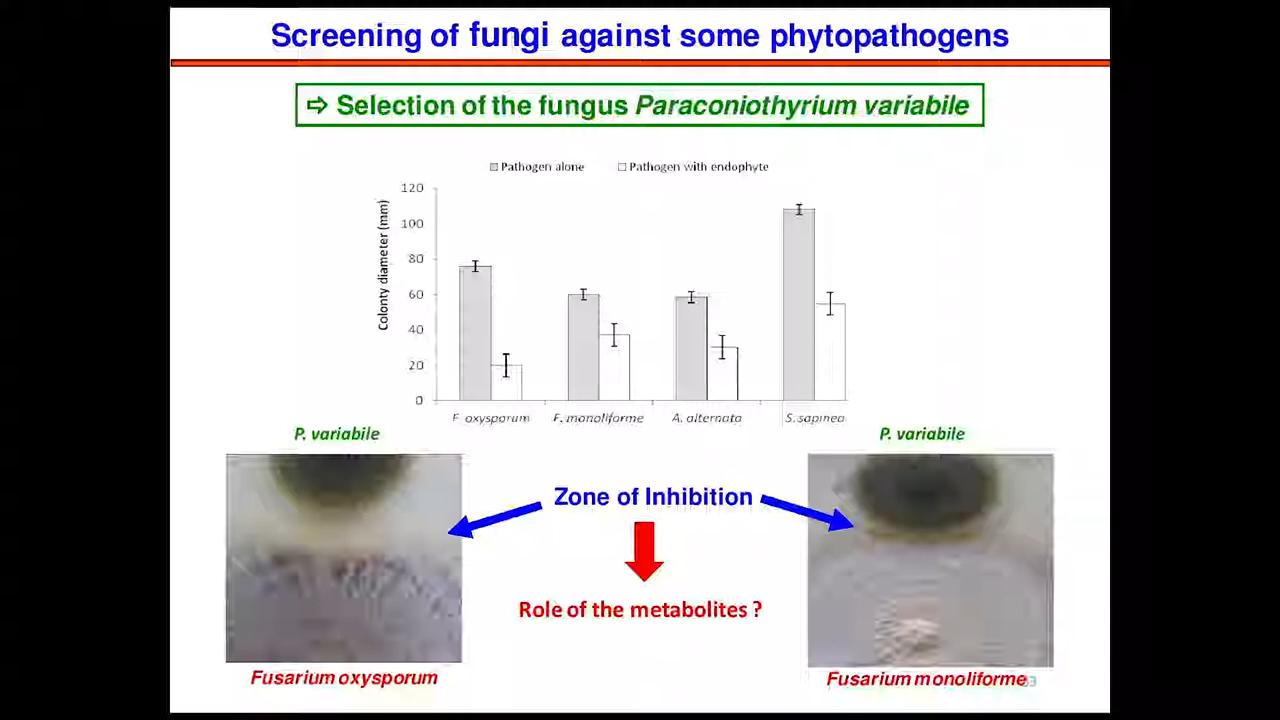 Screening of fungi against some phytopathogens
⇨ Selection of the fungus Paraconiothyrium variabile
Pathogen alone Pathogen with endophyte
Colonty diameter (mm)
120
100
80
60
40
20
0
F. oxysporum F. monoliforme A. alternata S. sapinea
P. variabile P. variabile
Zone of Inhibition
Role of the metabolites ?
Fusarium oxysporum Fusarium monoliforme